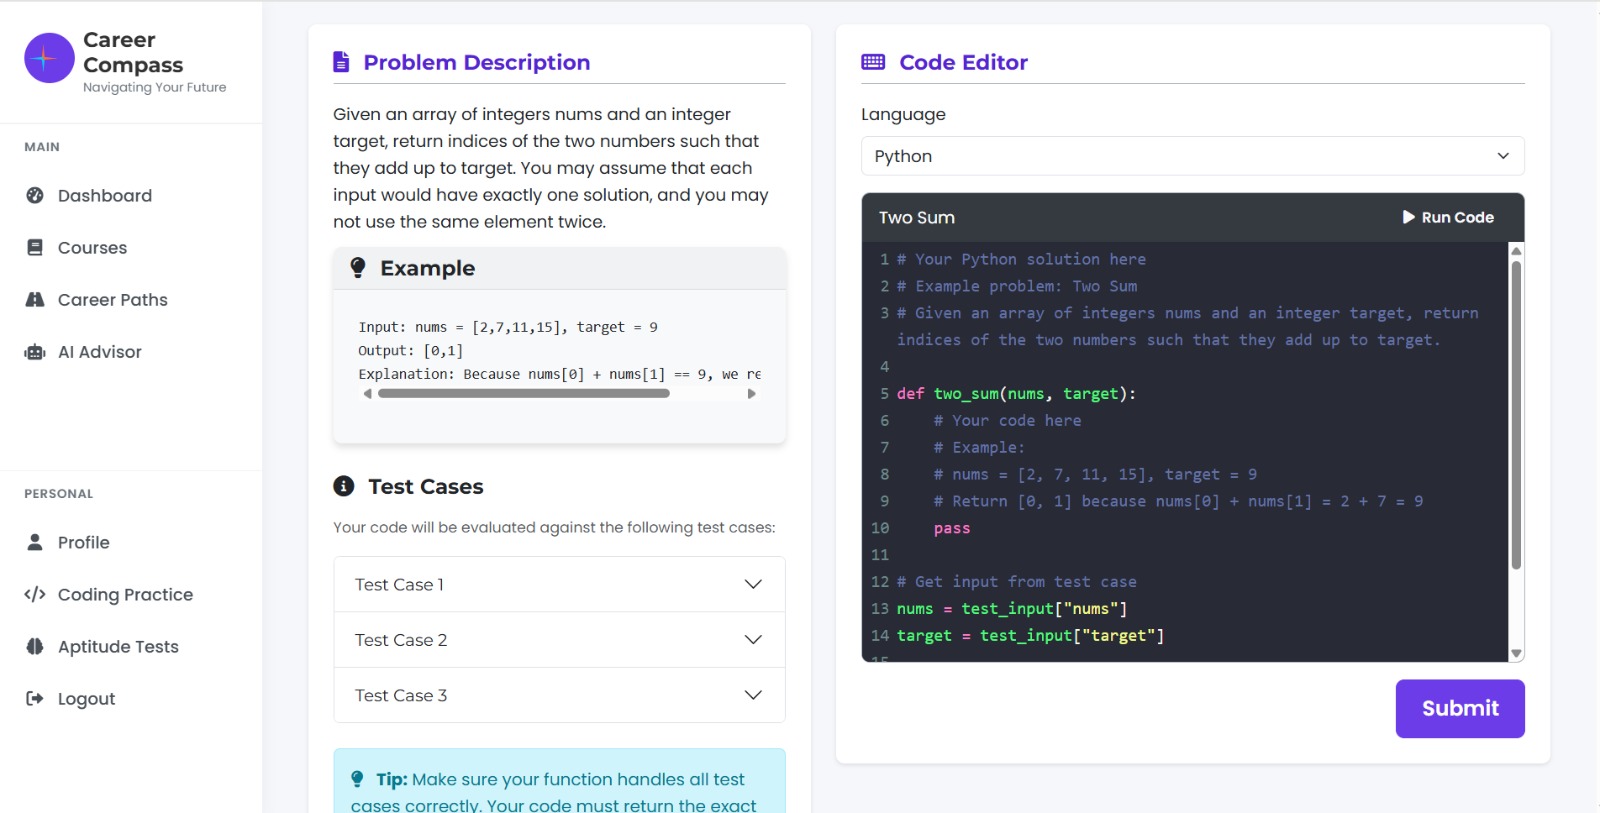 Career
Compass
Navigating Your Future
MAIN
Dashboard
Courses
Career Paths
AI Advisor
PERSONAL
Profile
Coding Practice
Aptitude Tests
Logout
Problem Description
Given an array of integers nums and an integer
target, return indices of the two numbers such that
they add up to target. You may assume that each
input would have exactly one solution, and you may
not use the same element twice.
Example
Input: nums = [2,7,11,15], target = 9
Output: [0,1]
Explanation: Because nums[0] + nums[1] == 9, we re
Test Cases
Your code will be evaluated against the following test cases:
Test Case 1
Test Case 2
Test Case 3
Tip: Make sure your function handles all test
cases correctly. Your code must return the exact
Code Editor
Language
Python
Two Sum
Run Code
1 # Your Python solution here
2 # Example problem: Two Sum
3 # Given an array of integers nums and an integer target, return
indices of the two numbers such that they add up to target.
4
5 def two_sum(nums, target):
6     # Your code here
7     # Example:
8     # nums = [2, 7, 11, 15], target = 9
9     # Return [0, 1] because nums[0] + nums[1] = 2 + 7 = 9
10     pass
11
12 # Get input from test case
13 nums = test_input["nums"]
14 target = test_input["target"]
15
Submit